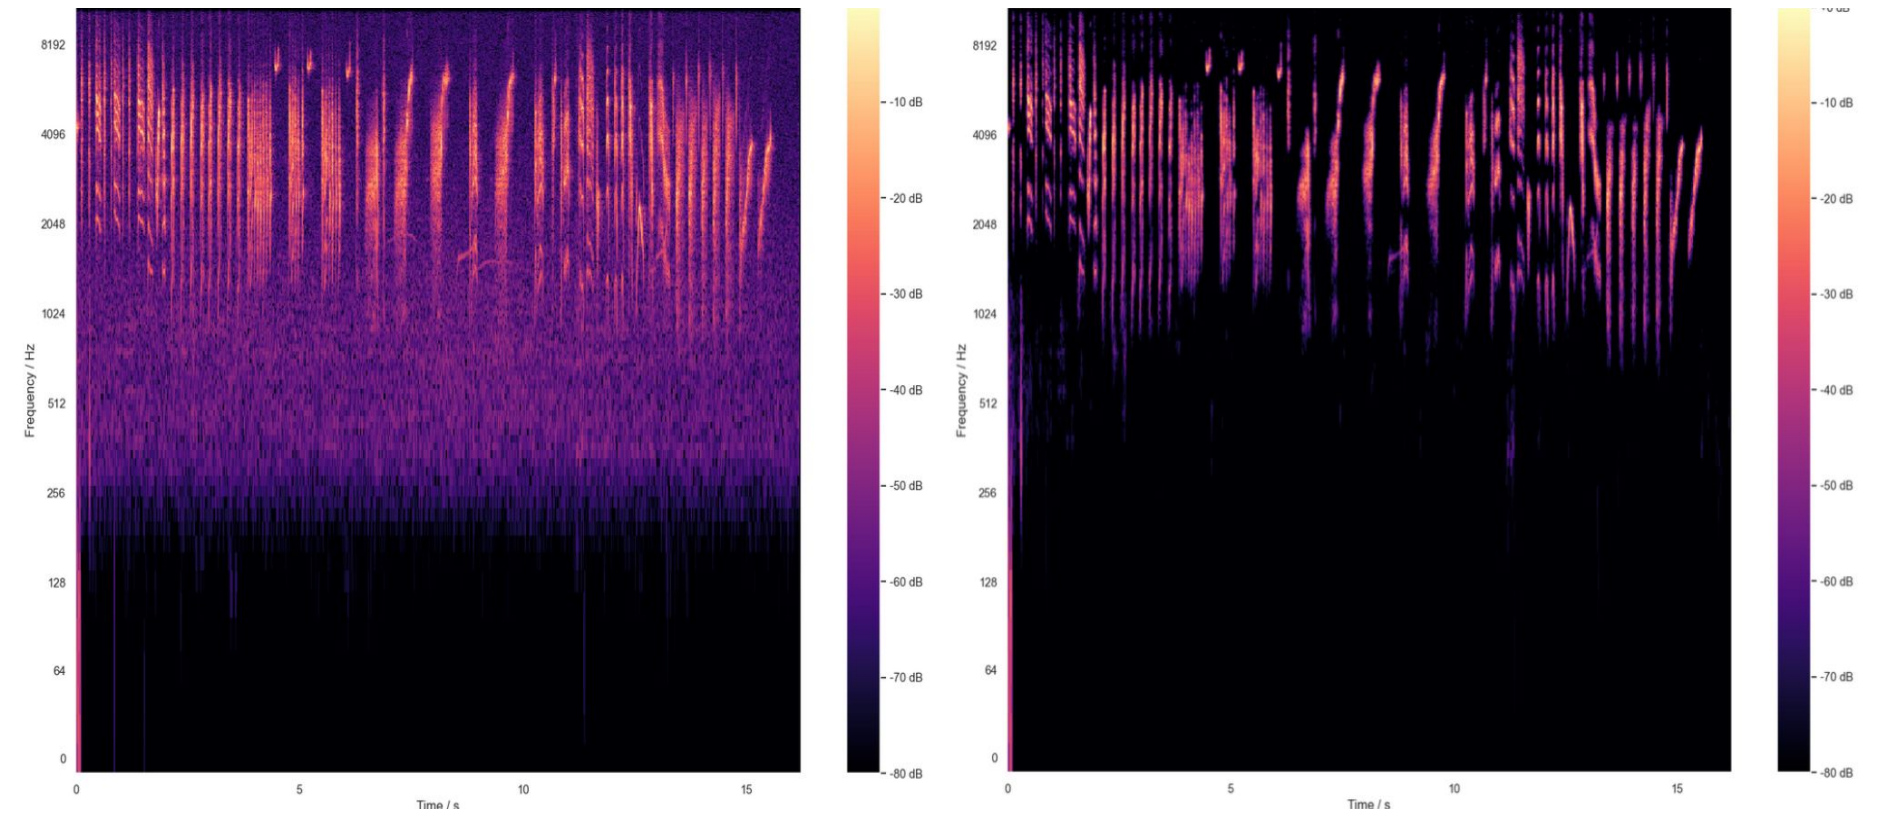 8192
4096
2048
1024
512
256
128
64
0
Frequency / Hz
0
5
10
15
Time / s
-10 dB
-20 dB
-30 dB
-40 dB
-50 dB
-60 dB
-70 dB
-80 dB
8192
4096
2048
1024
512
256
128
64
0
Frequency / Hz
0
5
10
15
Time / s
+0 dB
-10 dB
-20 dB
-30 dB
-40 dB
-50 dB
-60 dB
-70 dB
-80 dB